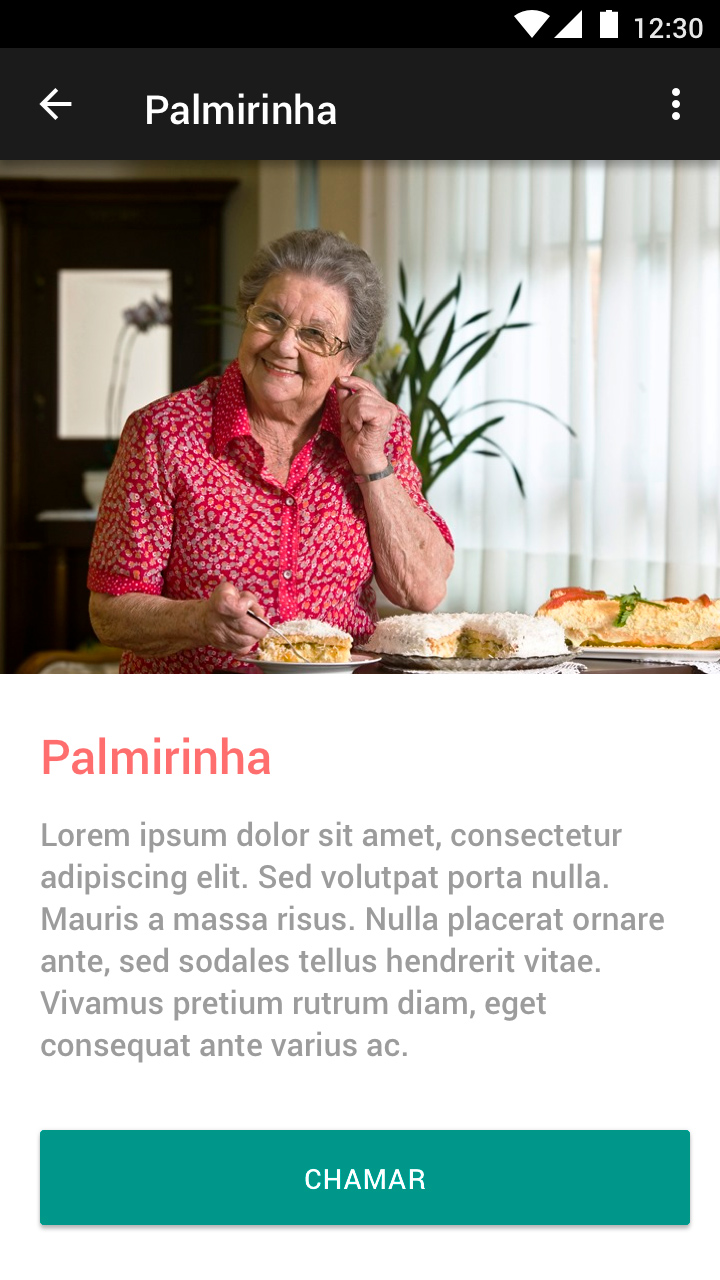 12:30
Palmirinha
Palmirinha
Lorem ipsum dolor sit amet, consectetur
adipiscing elit. Sed volutpat porta nulla.
Mauris a massa risus. Nulla placerat ornare
ante, sed sodales tellus hendrerit vitae.
Vivamus pretium rutrum diam, eget
consequat ante varius ac.
CHAMAR